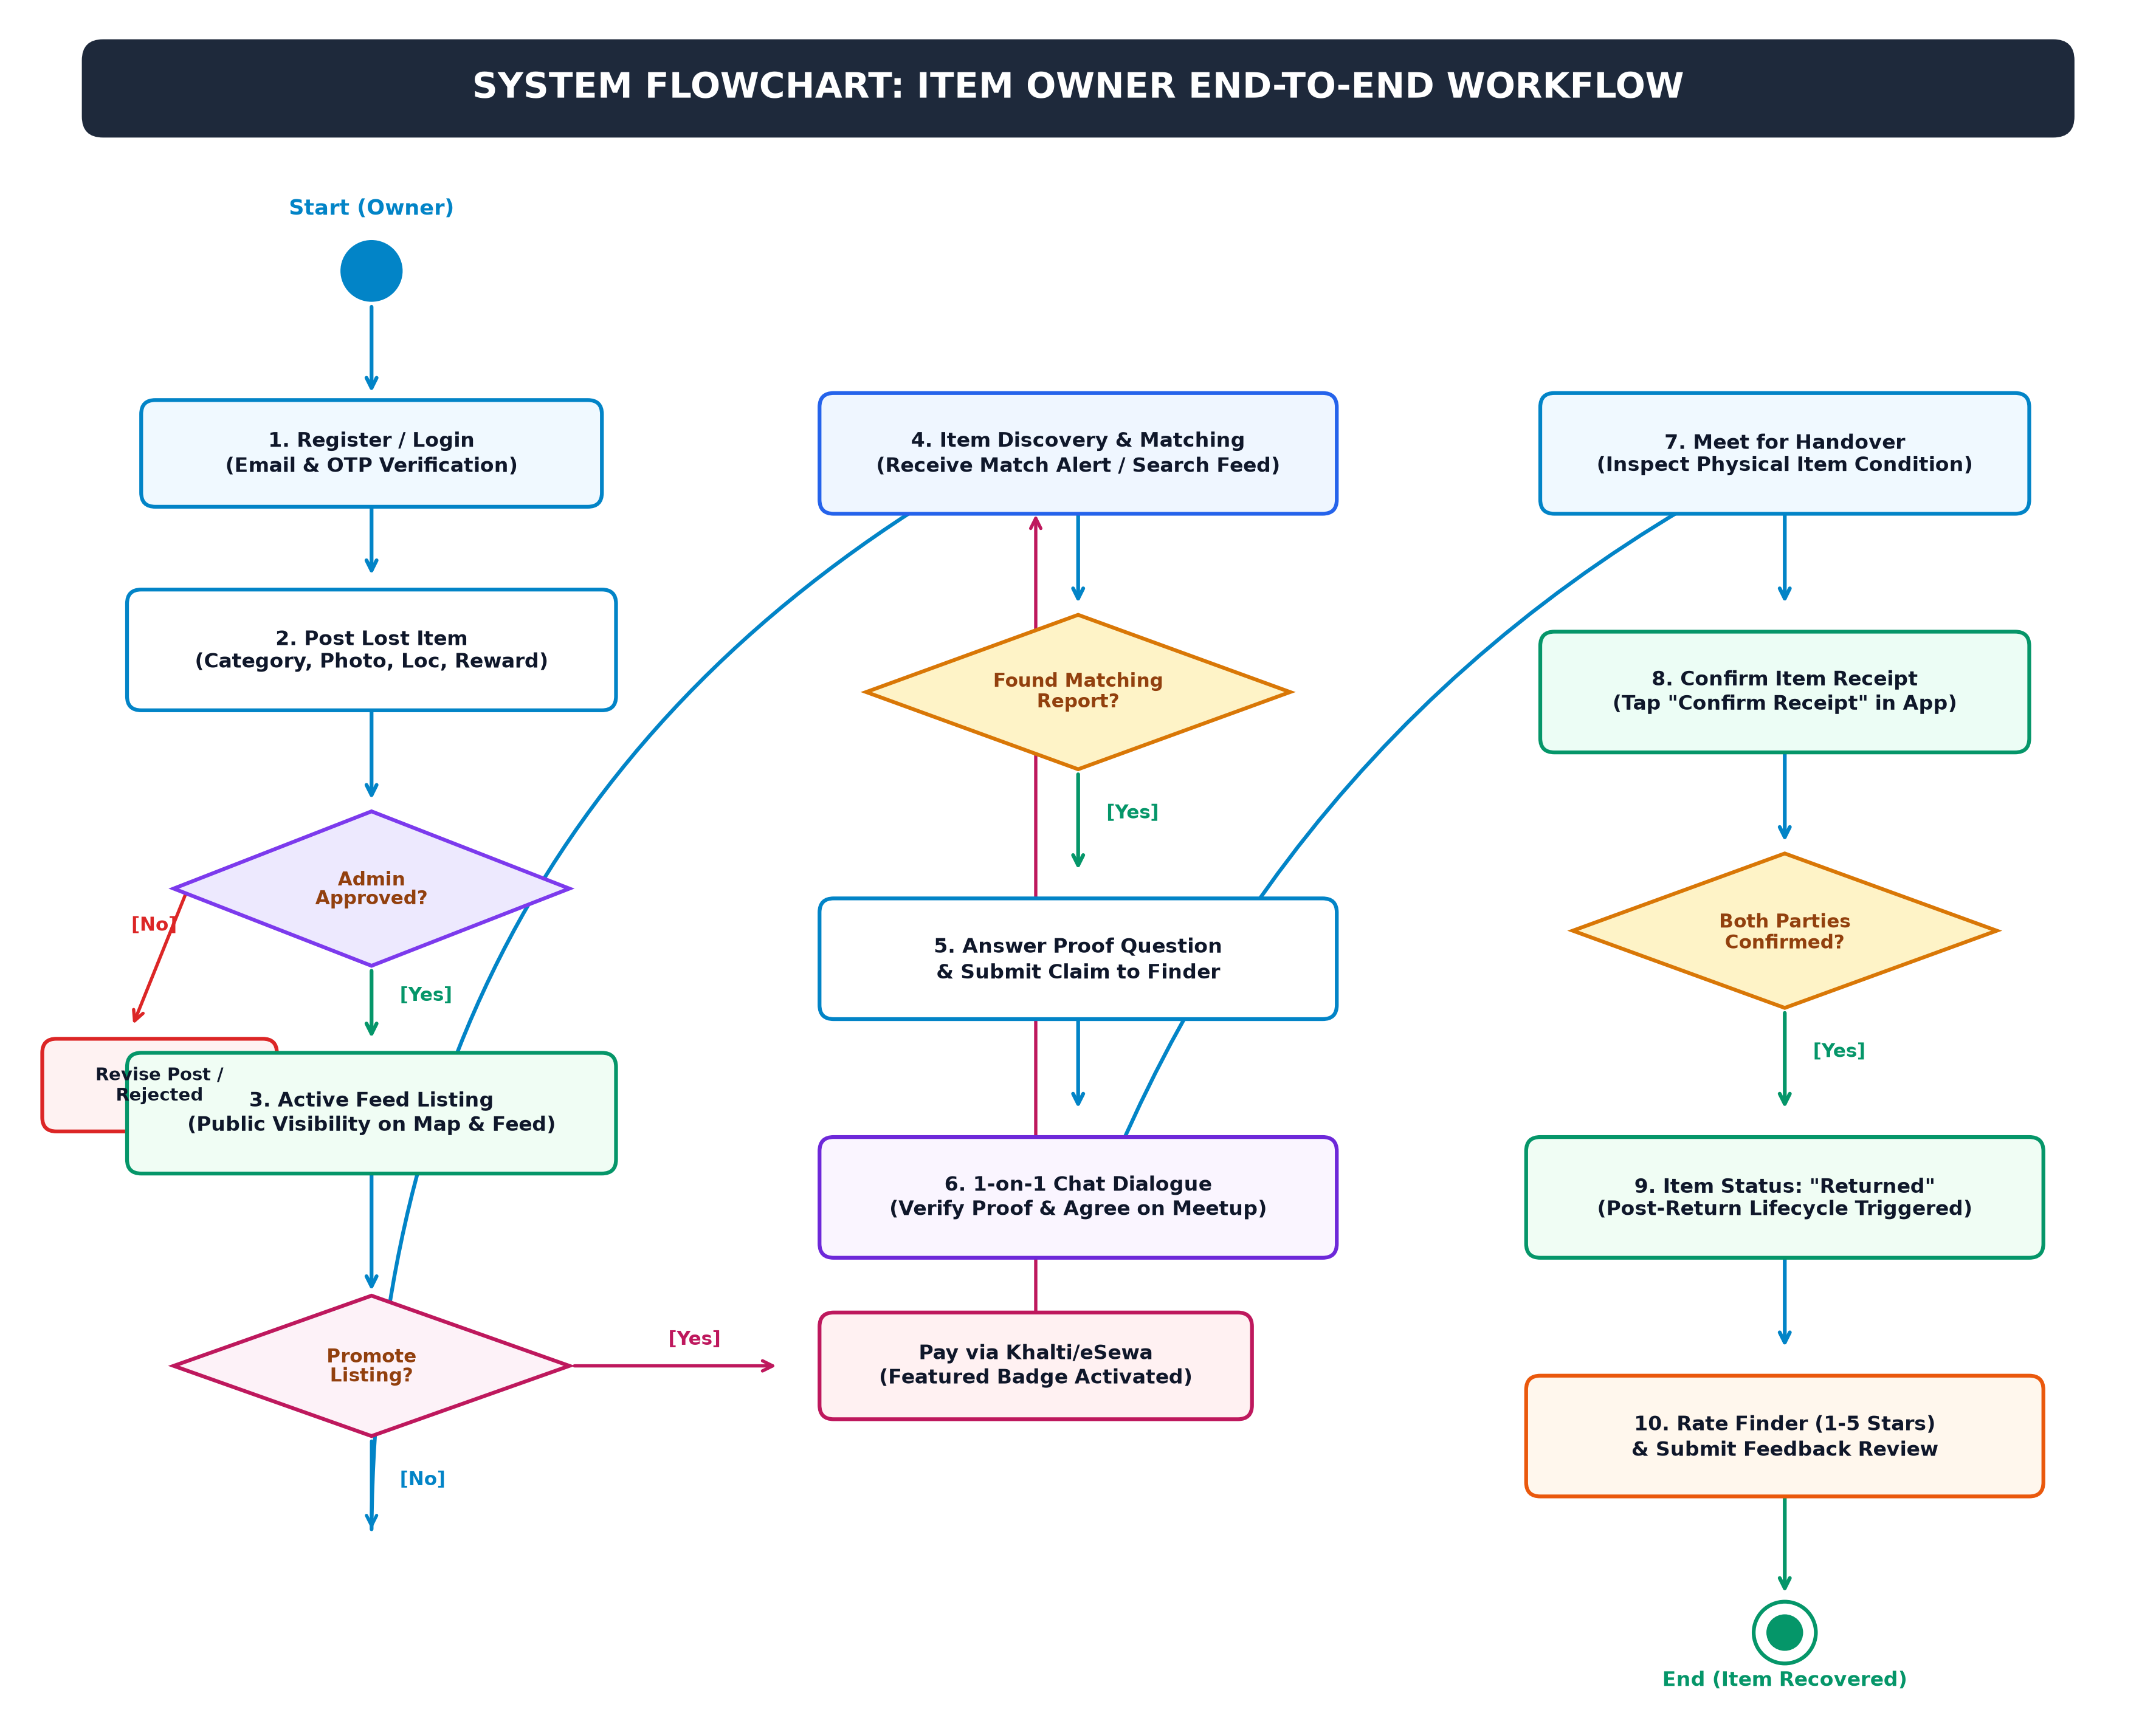 SYSTEM FLOWCHART: ITEM OWNER END-TO-END WORKFLOW
Start (Owner)
1. Register / Login
(Email & OTP Verification)
2. Post Lost Item
(Category, Photo, Loc, Reward)
Admin
Approved?
[No]
[Yes]
Revise Post /
Rejected
3. Active Feed Listing
(Public Visibility on Map & Feed)
Promote
Listing?
[Yes]
[No]
Pay via Khalti/eSewa
(Featured Badge Activated)
4. Item Discovery & Matching
(Receive Match Alert / Search Feed)
Found Matching
Report?
[Yes]
5. Answer Proof Question
& Submit Claim to Finder
6. 1-on-1 Chat Dialogue
(Verify Proof & Agree on Meetup)
7. Meet for Handover
(Inspect Physical Item Condition)
8. Confirm Item Receipt
(Tap "Confirm Receipt" in App)
Both Parties
Confirmed?
[Yes]
9. Item Status: "Returned"
(Post-Return Lifecycle Triggered)
10. Rate Finder (1-5 Stars)
& Submit Feedback Review
End (Item Recovered)